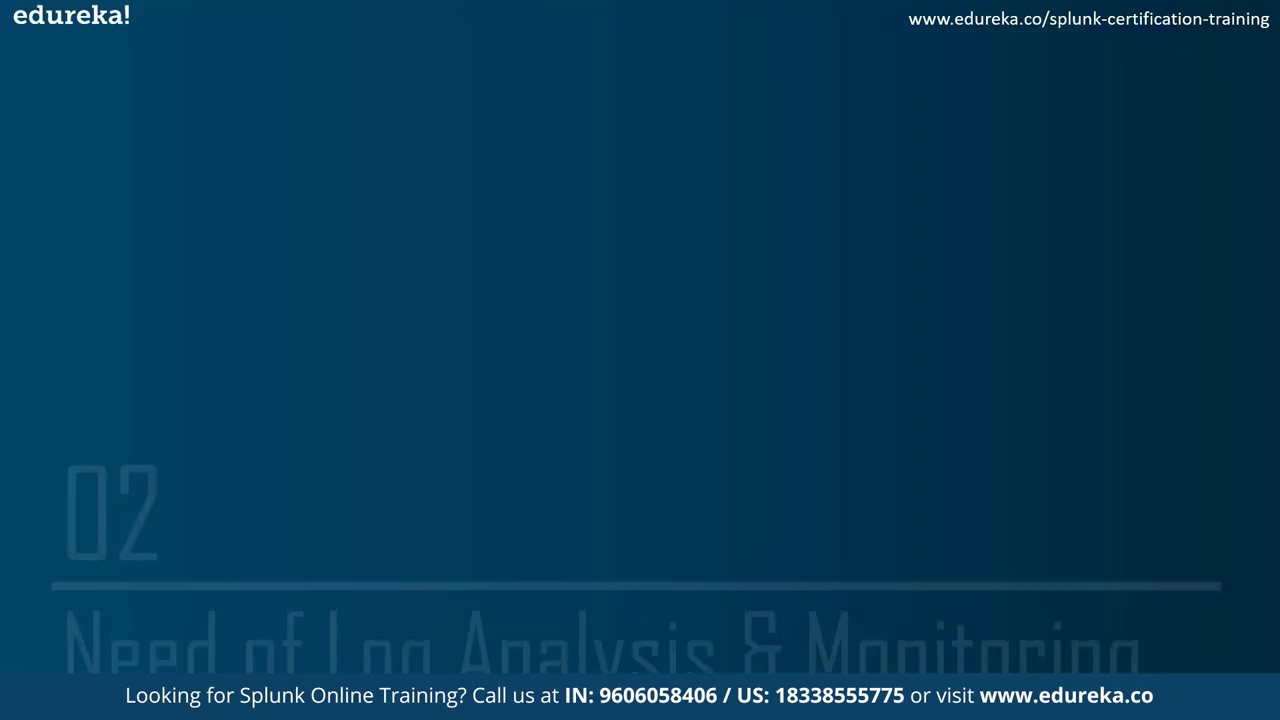 edureka!
www.edureka.co/splunk-certification-training
02
Need of Log Analysis & Monitoring
Looking for Splunk Online Training? Call us at IN: 9606058406 / US: 18338555775 or visit www.edureka.co